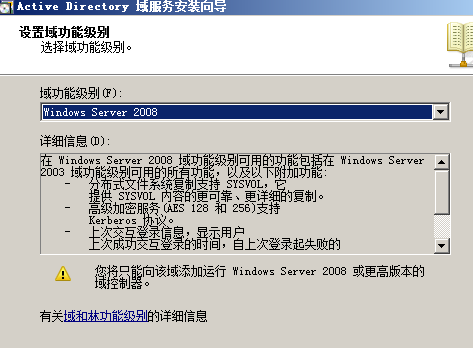 Active Directory 域服务安装向导
设置域功能级别
选择域功能级别。
域功能级别(F):
Windows Server 2008
详细信息(D):
在 Windows Server 2008 域功能级别可用的功能包括在 Windows Server
2003 域功能级别可用的所有功能，以及以下附加功能:
- 分布式文件系统复制支持 SYSVOL，它
提供 SYSVOL 内容的更可靠、更详细的复制。
- 高级加密服务(AES 128 和 256)支持
Kerberos 协议。
- 上次交互登录信息，显示用户
上次成功交互登录的时间，自上次登录起失败的
您将只能向该域添加运行 Windows Server 2008 或更高版本的
域控制器。
有关域和林功能级别的详细信息